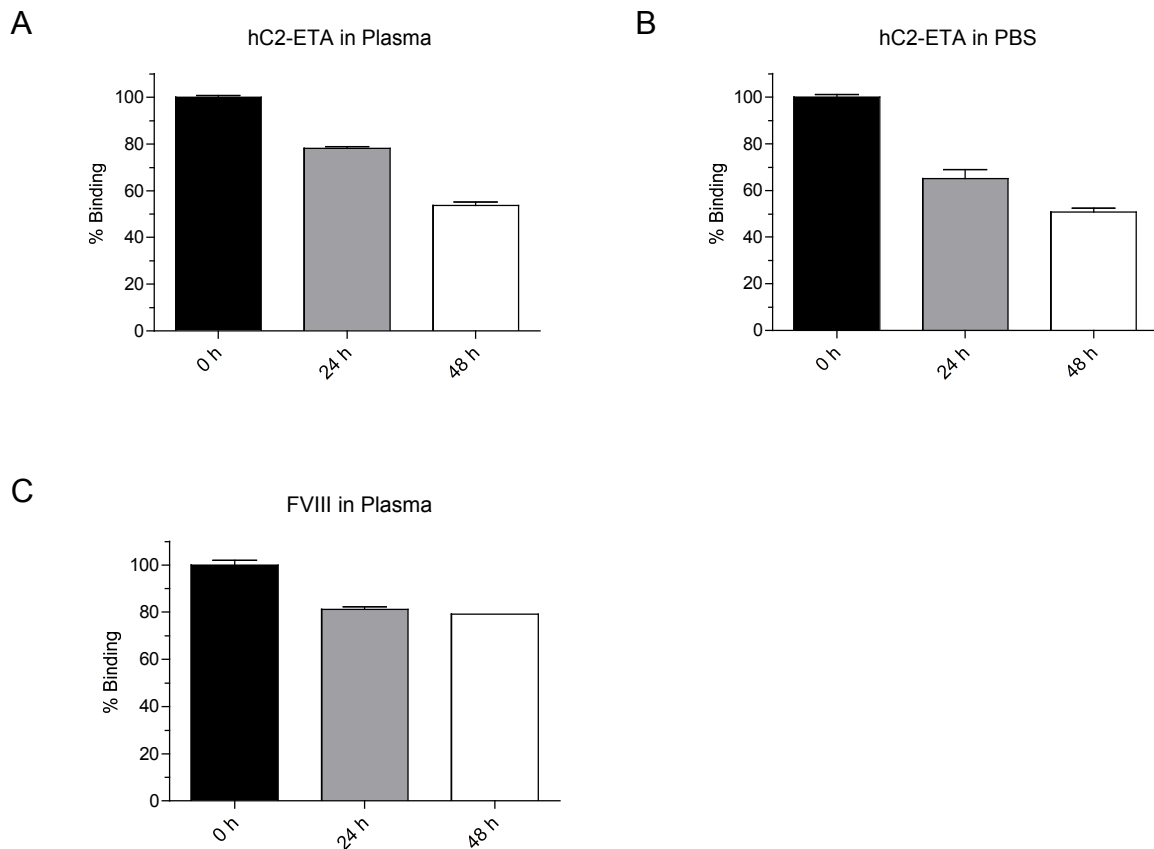 A
hC2-ETA in Plasma
% Binding
100
80
60
40
20
0
0 h
24 h
48 h
B
hC2-ETA in PBS
% Binding
100
80
60
40
20
0
0 h
24 h
48 h
C
FVIII in Plasma
% Binding
100
80
60
40
20
0
0 h
24 h
48 h